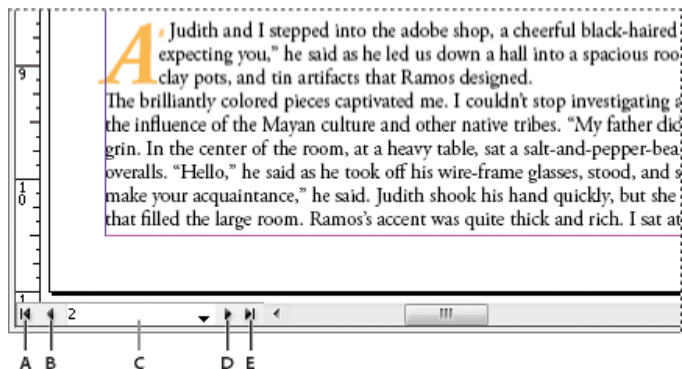 A s Judith and I stepped into the adobe shop, a cheerful black-haired
expecting you,” he said as he led us down a hall into a spacious roo
clay pots, and tin artifacts that Ramos designed.
The brilliantly colored pieces captivated me. I couldn’t stop investigating a
the influence of the Mayan culture and other native tribes. “My father dic
grin. In the center of the room, at a heavy table, sat a salt-and-pepper-bea
overalls. “Hello,” he said as he took off his wire-frame glasses, stood, and s
make your acquaintance,” he said. Judith shook his hand quickly, but she
that filled the large room. Ramos’s accent was quite thick and rich. I sat at
9
10
1
2
A B C D E